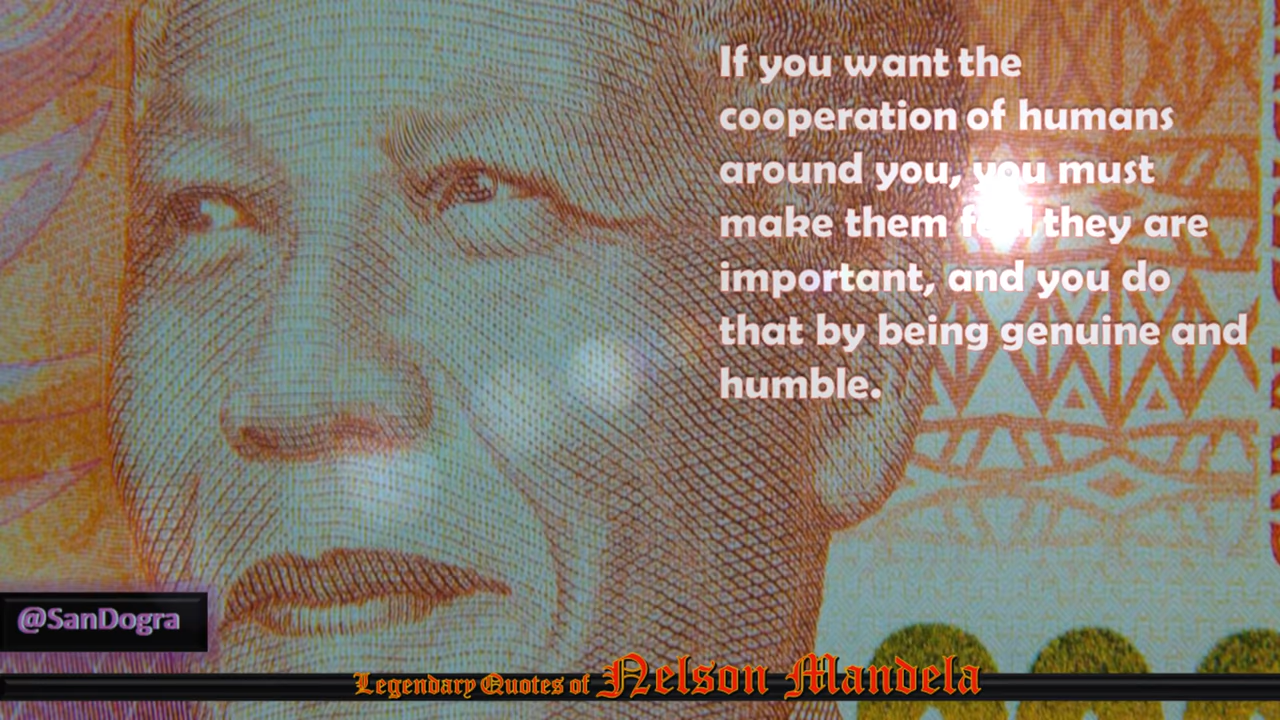 If you want the
cooperation of humans
around you, you must
make them feel they are
important, and you do
that by being genuine and
humble.
@SanDogra
Legendary Quotes of Nelson Mandela